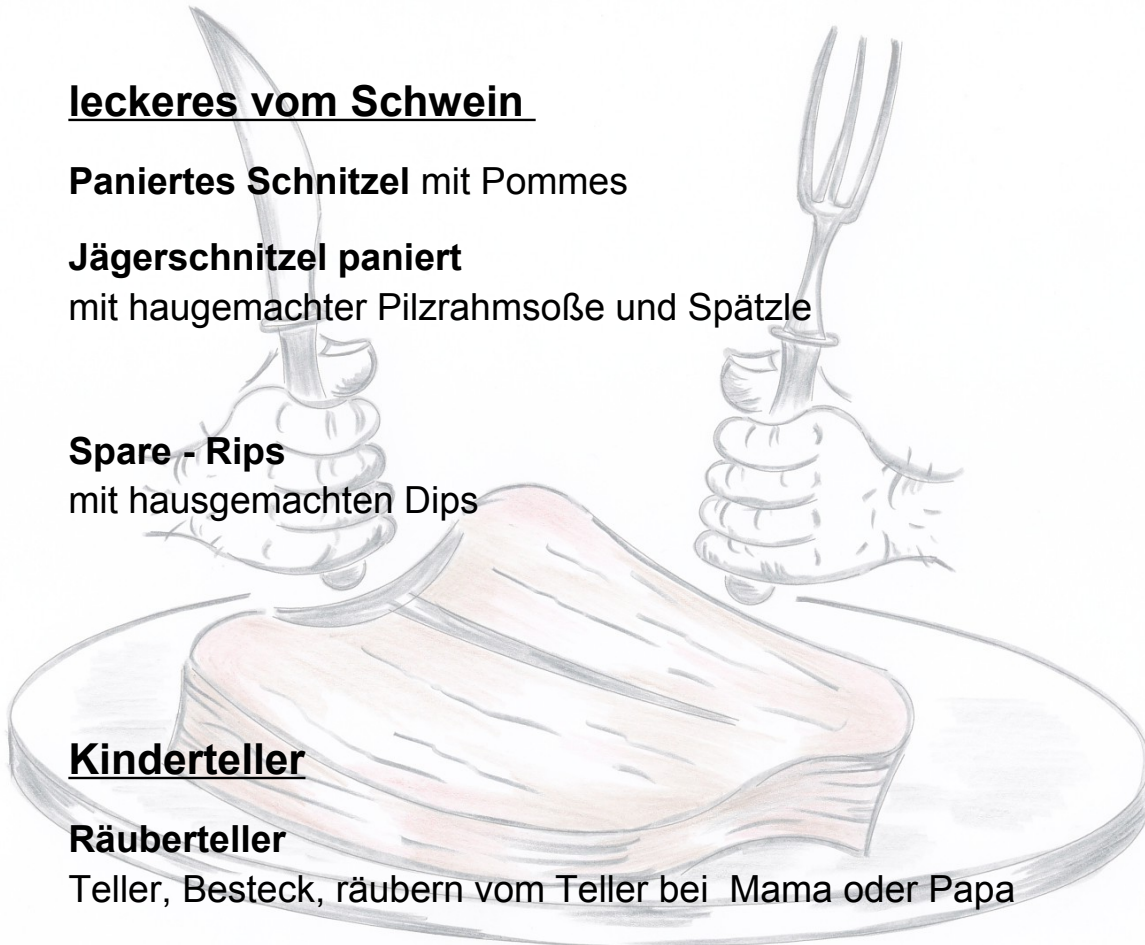 leckeres vom Schwein
Paniertes Schnitzel mit Pommes
Jägerschnitzel paniert
mit haugemachter Pilzrahmsoße und Spätzle
Spare - Rips
mit hausgemachten Dips
Kinderteller
Räuberteller
Teller, Besteck, räubern vom Teller bei  Mama oder Papa